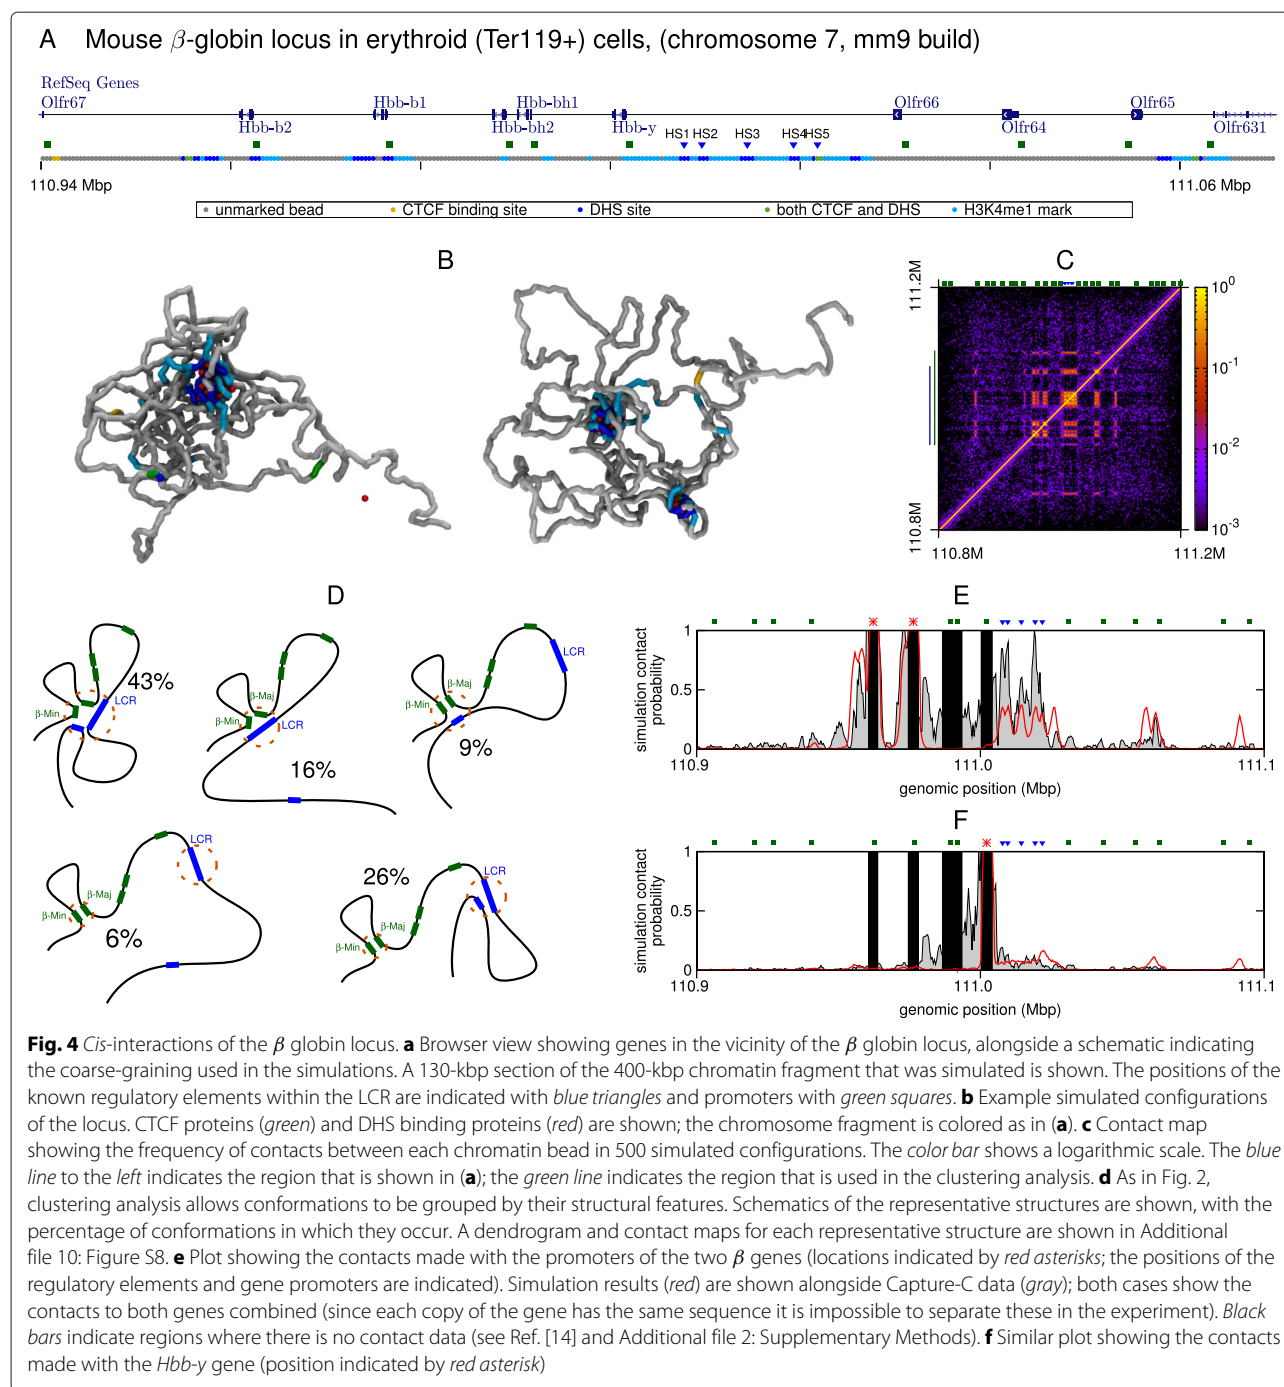 A Mouse β-globin locus in erythroid (Ter119+) cells, (chromosome 7, mm9 build)
RefSeq Genes
Olfr67 Hbb-b1 Hbb-bh1 Olfr66 Olfr65
Hbb-b2 Hbb-bh2 Hbb-y Olfr64 Olfr631
HS1 HS2 HS3 HS4 HS5
110.94 Mbp 111.06 Mbp
unmarked bead CTCF binding site DHS site both CTCF and DHS H3K4me1 mark
B
C
111.2M
110.8M
110.8M 111.2M
10⁰
10⁻¹
10⁻²
10⁻³
D
43%
LCR
β-Min
β-Maj
β-Min
LCR
16%
LCR
β-Maj
β-Min
9%
LCR
β-Maj
β-Min
6%
26%
LCR
β-Maj
β-Min
E
simulation contact
probability
1
0.5
0
110.9 111.0 111.1
genomic position (Mbp)
F
simulation contact
probability
1
0.5
0
110.9 111.0 111.1
genomic position (Mbp)
Fig. 4 Cis-interactions of the β globin locus. a Browser view showing genes in the vicinity of the β globin locus, alongside a schematic indicating
the coarse-graining used in the simulations. A 130-kbp section of the 400-kbp chromatin fragment that was simulated is shown. The positions of the
known regulatory elements within the LCR are indicated with blue triangles and promoters with green squares. b Example simulated configurations
of the locus. CTCF proteins (green) and DHS binding proteins (red) are shown; the chromosome fragment is colored as in (a). c Contact map
showing the frequency of contacts between each chromatin bead in 500 simulated configurations. The color bar shows a logarithmic scale. The blue
line to the left indicates the region that is shown in (a); the green line indicates the region that is used in the clustering analysis. d As in Fig. 2,
clustering analysis allows conformations to be grouped by their structural features. Schematics of the representative structures are shown, with the
percentage of conformations in which they occur. A dendrogram and contact maps for each representative structure are shown in Additional
file 10: Figure S8. e Plot showing the contacts made with the promoters of the two β genes (locations indicated by red asterisks; the positions of the
regulatory elements and gene promoters are indicated). Simulation results (red) are shown alongside Capture-C data (gray); both cases show the
contacts to both genes combined (since each copy of the gene has the same sequence it is impossible to separate these in the experiment). Black
bars indicate regions where there is no contact data (see Ref. [14] and Additional file 2: Supplementary Methods). f Similar plot showing the contacts
made with the Hbb-y gene (position indicated by red asterisk)